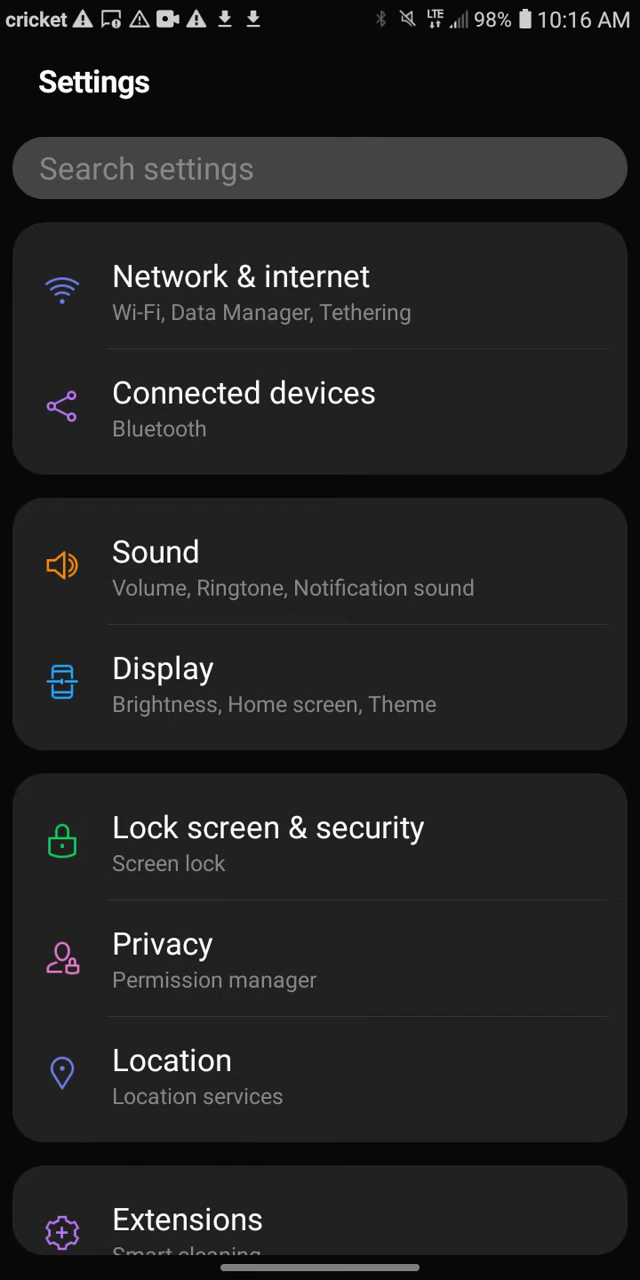 cricket LTE 98% 10:16 AM
Settings
Search settings
Network & internet
Wi-Fi, Data Manager, Tethering
Connected devices
Bluetooth
Sound
Volume, Ringtone, Notification sound
Display
Brightness, Home screen, Theme
Lock screen & security
Screen lock
Privacy
Permission manager
Location
Location services
Extensions
Smart cleaning